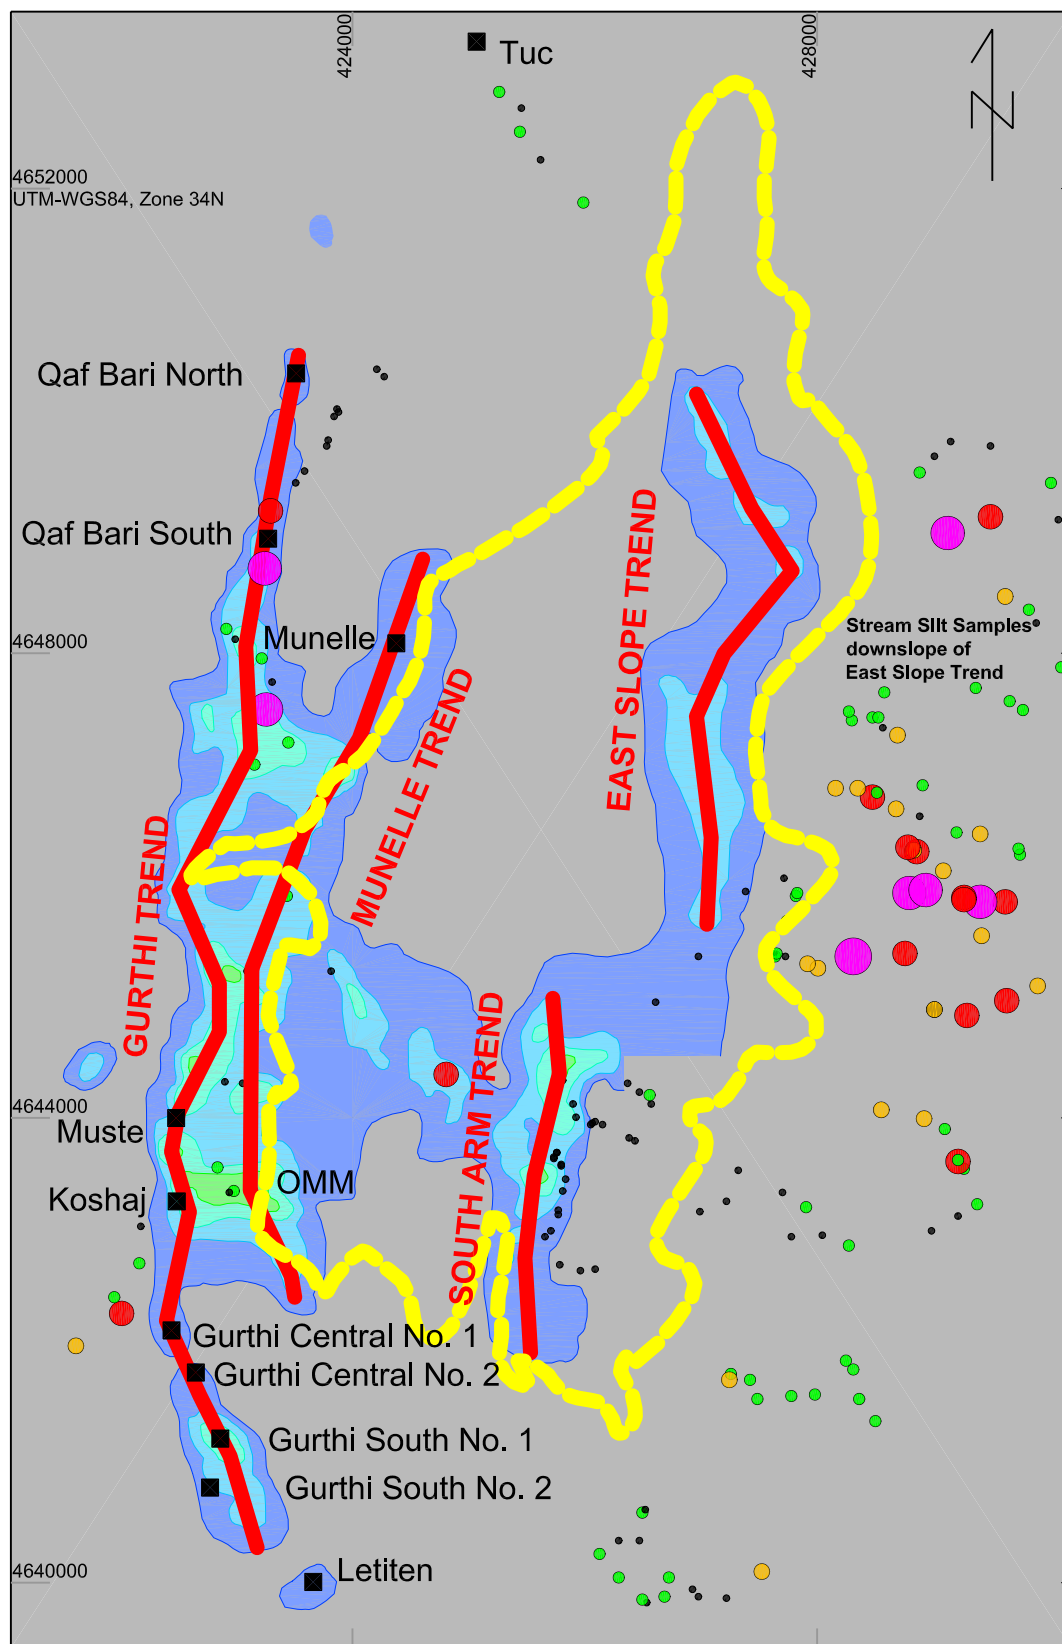 424000
428000
Tuc
4652000
UTM-WGS84, Zone 34N
Qaf Bari North
Qaf Bari South
EAST SLOPE TREND
Stream SIlt Samples
downslope of
East Slope Trend
4648000
Munelle
MUNELLE TREND
GURTHI TREND
SOUTH ARM TREND
4644000
Muste
Koshaj
OMM
Gurthi Central No. 1
Gurthi Central No. 2
Gurthi South No. 1
Gurthi South No. 2
4640000
Letiten